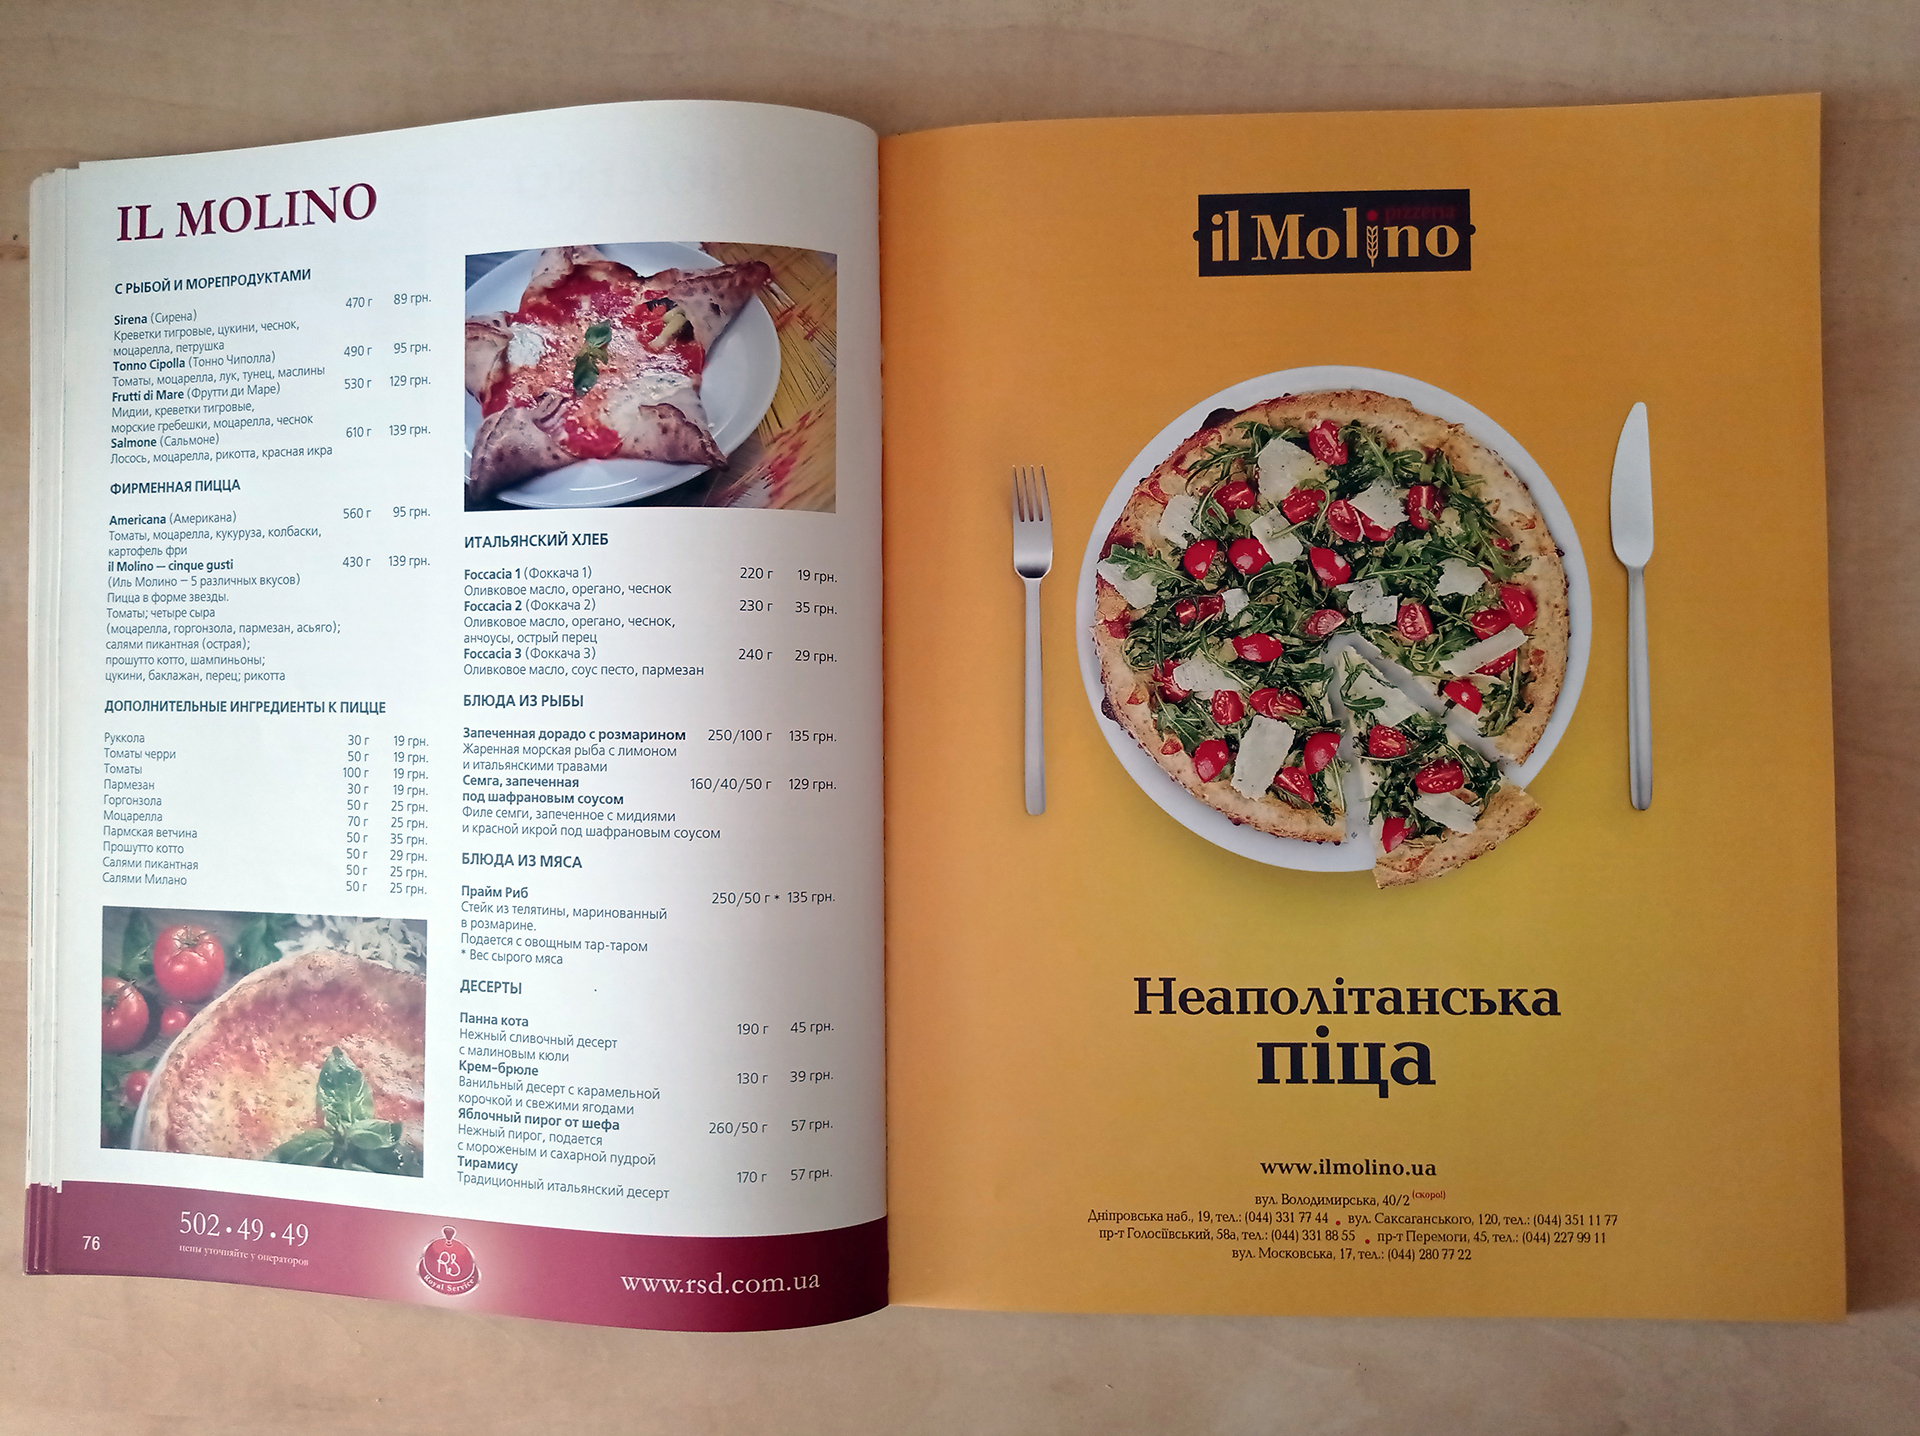 IL MOLINO
С РЫБОЙ И МОРЕПРОДУКТАМИ
Sirena (Сирена) 470 г 89 грн.
Креветки тигровые, цукини, чеснок,
моцарелла, петрушка
Tonno Cipolla (Тонно Чиполла) 490 г 95 грн.
Томаты, моцарелла, лук, тунец, маслины
Frutti di Mare (Фрутти ди Маре) 530 г 129 грн.
Мидии, креветки тигровые,
морские гребешки, моцарелла, чеснок
Salmone (Сальмоне) 610 г 139 грн.
Лосось, моцарелла, рикотта, красная икра
ФИРМЕННАЯ ПИЦЦА
Americana (Американа) 560 г 95 грн.
Томаты, моцарелла, кукуруза, колбаски,
картофель фри
il Molino — cinque gusti 430 г 139 грн.
(Иль Молино — 5 различных вкусов)
Пицца в форме звезды.
Томаты; четыре сыра
(моцарелла, горгонзола, пармезан, асьяго);
салями пикантная (острая);
прошутто котто, шампиньоны;
цукини, баклажан, перец; рикотта
ДОПОЛНИТЕЛЬНЫЕ ИНГРЕДИЕНТЫ К ПИЦЦЕ
Руккола 30 г 19 грн.
Томаты черри 50 г 19 грн.
Томаты 100 г 19 грн.
Пармезан 30 г 19 грн.
Горгонзола 50 г 25 грн.
Моцарелла 70 г 25 грн.
Пармская ветчина 50 г 35 грн.
Прошутто котто 50 г 29 грн.
Салями пикантная 50 г 25 грн.
Салями Милано 50 г 25 грн.
ИТАЛЬЯНСКИЙ ХЛЕБ
Foccacia 1 (Фоккача 1) 220 г 19 грн.
Оливковое масло, орегано, чеснок
Foccacia 2 (Фоккача 2) 230 г 35 грн.
Оливковое масло, орегано, чеснок,
анчоусы, острый перец
Foccacia 3 (Фоккача 3) 240 г 29 грн.
Оливковое масло, соус песто, пармезан
БЛЮДА ИЗ РЫБЫ
Запеченная дорадо с розмарином 250/100 г 135 грн.
Жаренная морская рыба с лимоном
и итальянскими травами
Семга, запеченная 160/40/50 г 129 грн.
под шафрановым соусом
Филе семги, запеченное с мидиями
и красной икрой под шафрановым соусом
БЛЮДА ИЗ МЯСА
Прайм Риб 250/50 г * 135 грн.
Стейк из телятины, маринованный
в розмарине.
Подается с овощным тар-таром
* Вес сырого мяса
ДЕСЕРТЫ
Панна кота 190 г 45 грн.
Нежный сливочный десерт
с малиновым кюли
Крем-брюле 130 г 39 грн.
Ванильный десерт с карамельной
корочкой и свежими ягодами
Яблочный пирог от шефа 260/50 г 57 грн.
Нежный пирог, подается
с мороженым и сахарной пудрой
Тирамису 170 г 57 грн.
Традиционный итальянский десерт
76
502 • 49 • 49
цены уточняйте у операторов
RS
Royal Service
www.rsd.com.ua
pizzeria
il Molino
Неаполітанська
піца
www.ilmolino.ua
вул. Володимирська, 40/2 (скоро!)
Дніпровська наб., 19, тел.: (044) 331 77 44 • вул. Саксаганського, 120, тел.: (044) 351 11 77
пр-т Голосіївський, 58а, тел.: (044) 331 88 55 • пр-т Перемоги, 45, тел.: (044) 227 99 11
вул. Московська, 17, тел.: (044) 280 77 22